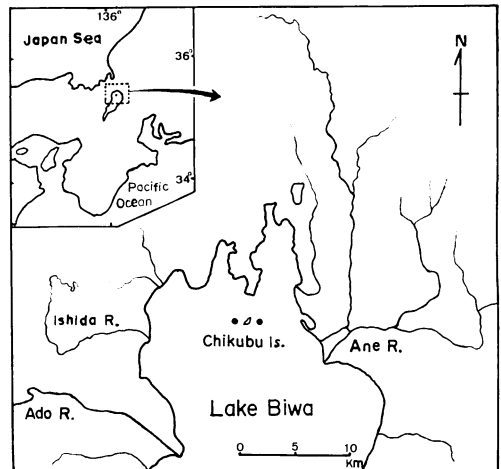 136°
Japan Sea
36°
34°
Pacific
Ocean
N
Ishida R.
Chikubu Is.
Ane R.
Ado R.
Lake Biwa
0 5 10
Km